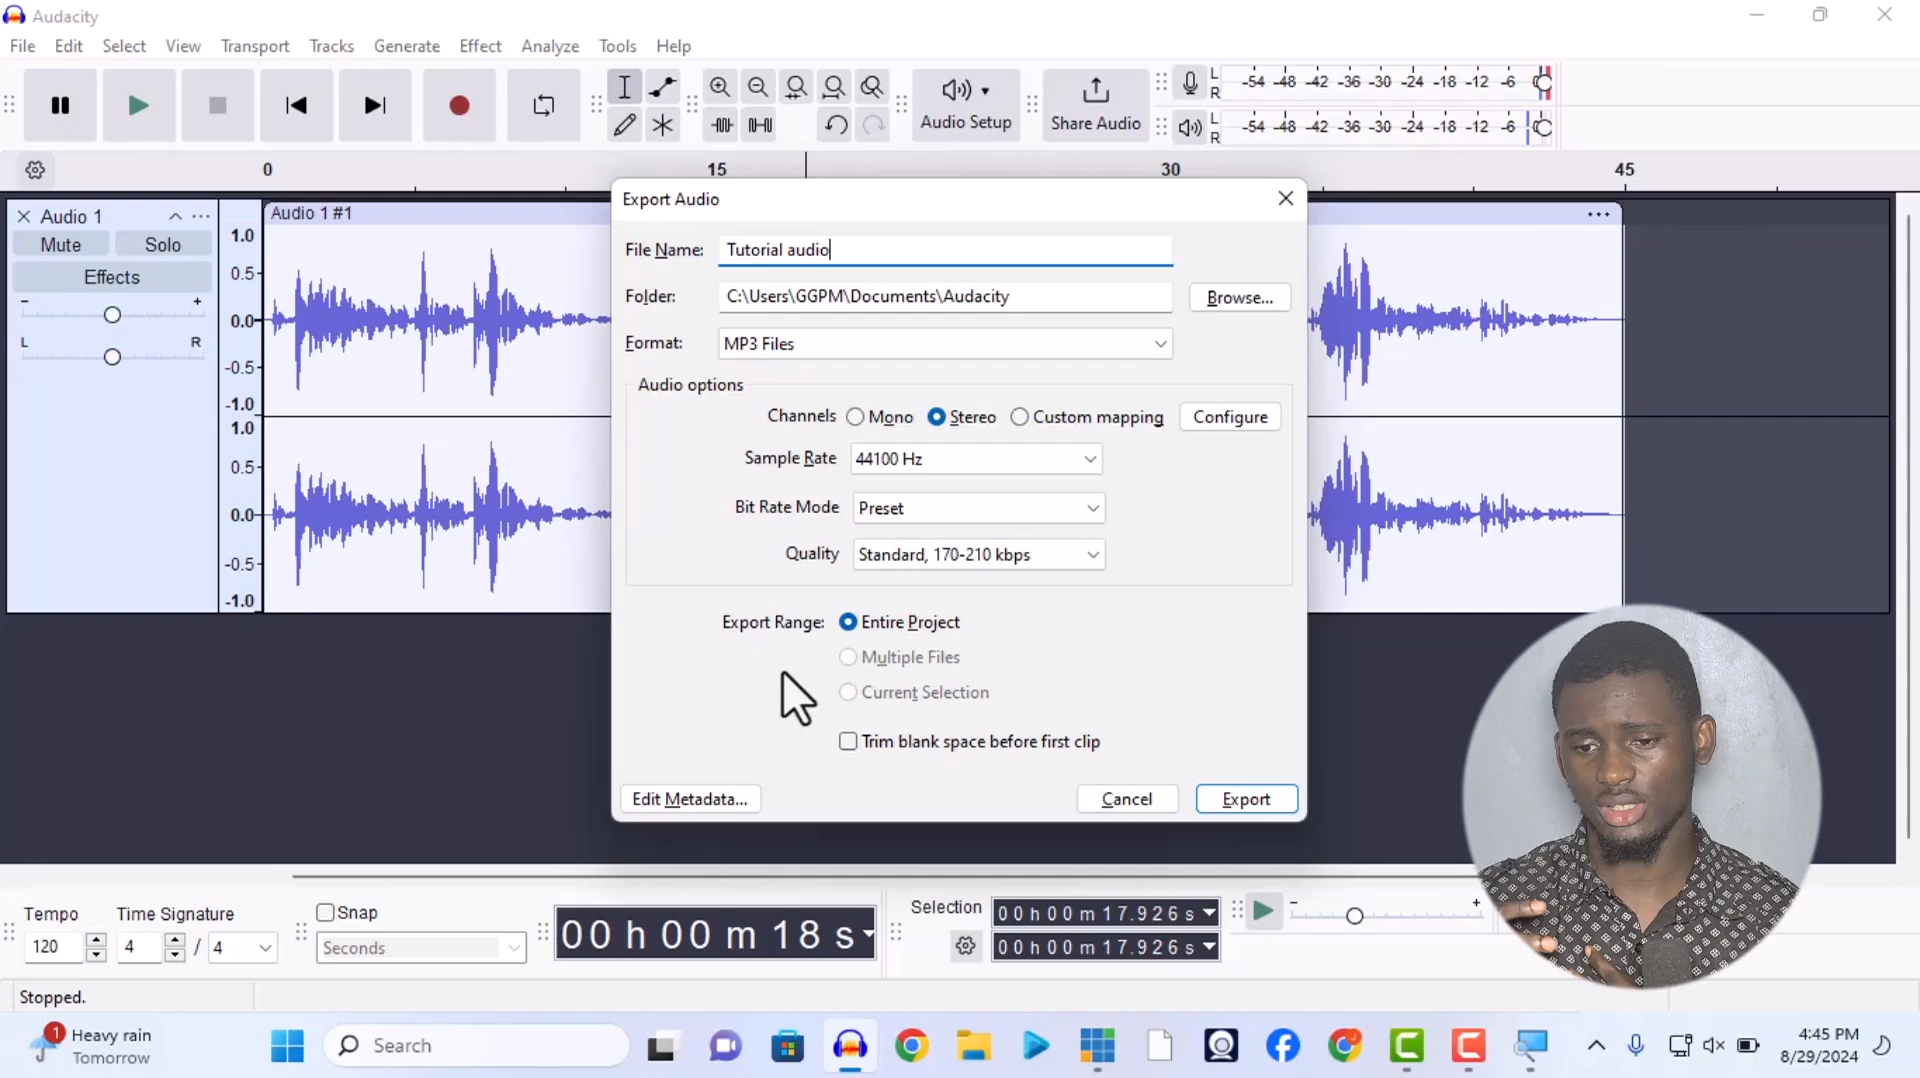 Audacity
File Edit Select View Transport Tracks Generate Effect Analyze Tools Help
Audio Setup
Share Audio
L R -54 -48 -42 -36 -30 -24 -18 -12 -6 0
L R -54 -48 -42 -36 -30 -24 -18 -12 -6 0
0 15 30 45
Audio 1
Mute Solo
Effects
- +
L R
Audio 1 #1
1.0
0.5
0.0
-0.5
-1.0
1.0
0.5
0.0
-0.5
-1.0
Export Audio
File Name: Tutorial audio
Folder: C:\Users\GGPM\Documents\Audacity Browse...
Format: MP3 Files
Audio options
Channels Mono Stereo Custom mapping Configure
Sample Rate 44100 Hz
Bit Rate Mode Preset
Quality Standard, 170-210 kbps
Export Range: Entire Project
Multiple Files
Current Selection
Trim blank space before first clip
Edit Metadata... Cancel Export
Tempo
120
Time Signature
4 / 4
Snap
Seconds
00 h 00 m 18 s
Selection
00 h 00 m 17.926 s
00 h 00 m 17.926 s
- +
Stopped.
1
Heavy rain
Tomorrow
Search
4:45 PM
8/29/2024